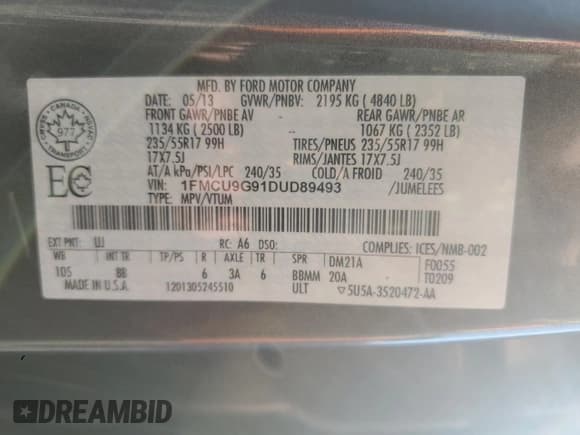 MFD. BY FORD MOTOR COMPANY
DATE: 05/13 GVWR/PNBV: 2195 KG ( 4840 LB)
FRONT GAWR/PNBE AV REAR GAWR/PNBE AR
1134 KG ( 2500 LB) -- 1067 KG ( 2352 LB)
235/55R17 99H TIRES/PNEUS 235/55R17 99H
17X7.5J RIMS/JANTES 17X7.5J
AT/A kPa/PSI/LPC 240/35 COLD/A FROID 240/35
VIN: 1FMCU9G91DUD89493 /JUMELEES
TYPE: MPV/VTUM
CANADA
977
TRANSPORT
EC
EXT PNT: UJ RC: A6 DSO: COMPLIES: ICES/NMB-002
WB INT TR TP/PS R AXLE TR SPR DM21A F0055
105 BB 6 3A 6 BBMM 20A T0209
MADE IN U.S.A. 1201305245510 ULT ▽5U5A-3520472-AA
DREAMBID